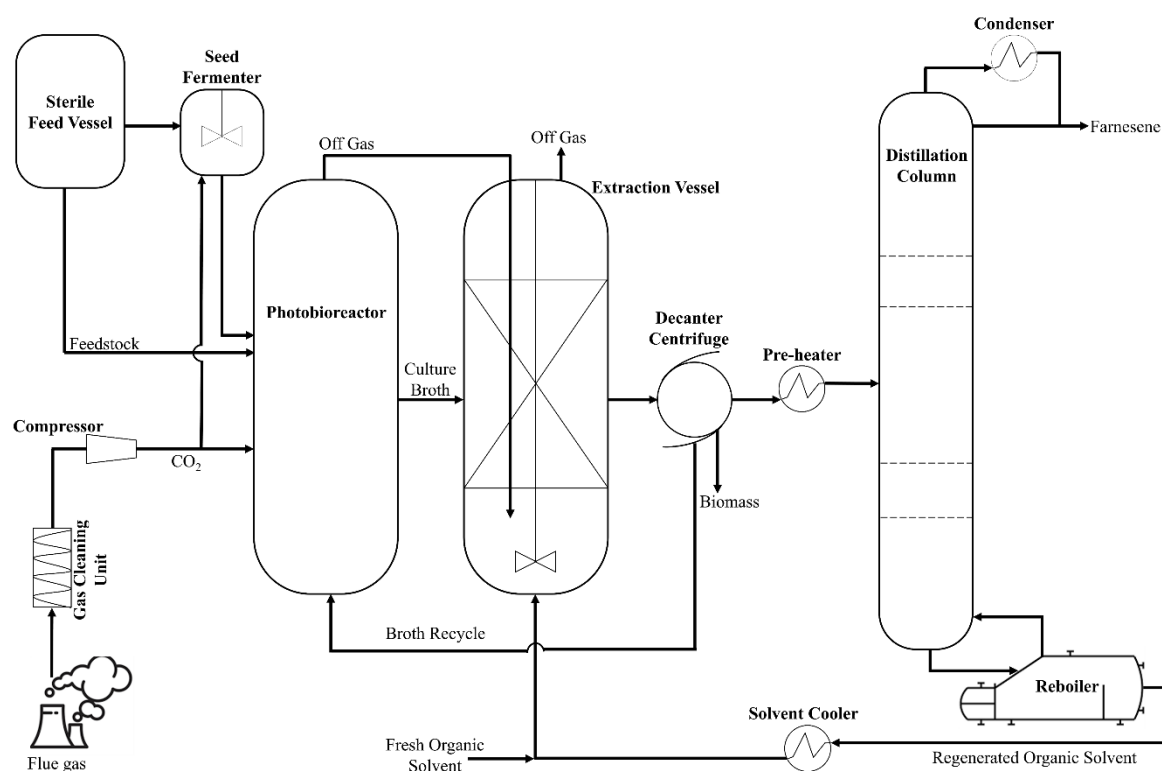 Condenser
Seed
Fermenter
Sterile
Feed Vessel
Off Gas
Off Gas
Farnesene
Distillation
Column
Extraction Vessel
Photobioreactor
Decanter
Centrifuge
Pre-heater
Feedstock
Culture
Broth
Compressor
CO₂
Biomass
Gas Cleaning
Unit
Broth Recycle
Reboiler
Solvent Cooler
Fresh Organic
Solvent
Regenerated Organic Solvent
Flue gas